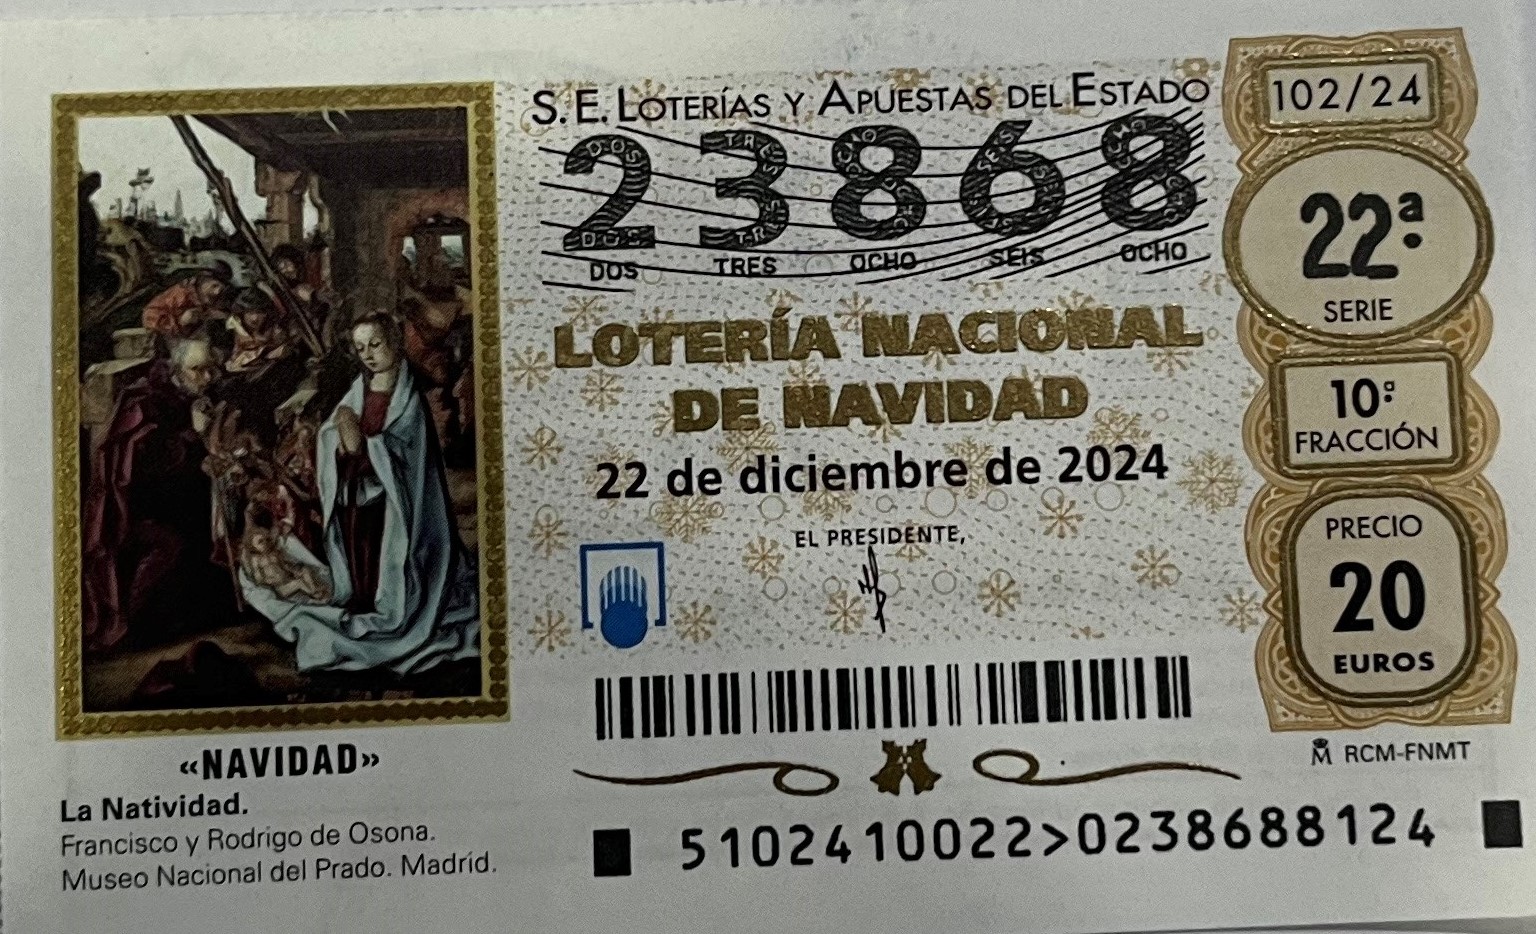 S. E. LOTERÍAS Y APUESTAS DEL ESTADO
23868
DOS TRES OCHO SEIS OCHO
LOTERÍA NACIONAL
DE NAVIDAD
22 de diciembre de 2024
EL PRESIDENTE,
102/24
22ª
SERIE
10ª
FRACCIÓN
PRECIO
20
EUROS
RCM-FNMT
«NAVIDAD»
La Natividad.
Francisco y Rodrigo de Osona.
Museo Nacional del Prado. Madrid.
5102410022>0238688124